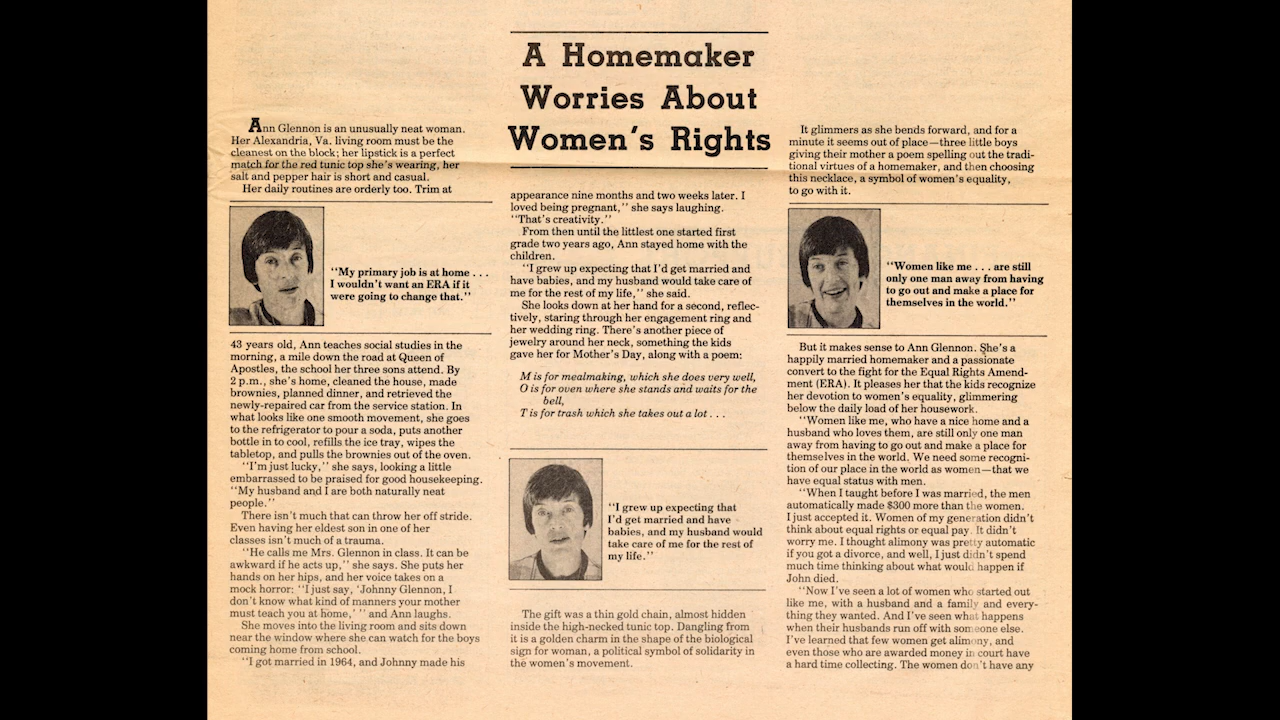 A Homemaker
Worries About
Women's Rights
Ann Glennon is an unusually neat woman.
Her Alexandria, Va. living room must be the
cleanest on the block; her lipstick is a perfect
match for the red tunic top she's wearing, her
salt and pepper hair is short and casual.
Her daily routines are orderly too. Trim at
"My primary job is at home . . .
I wouldn't want an ERA if it
were going to change that."
43 years old, Ann teaches social studies in the
morning, a mile down the road at Queen of
Apostles, the school her three sons attend. By
2 p.m., she's home, cleaned the house, made
brownies, planned dinner, and retrieved the
newly-repaired car from the service station. In
what looks like one smooth movement, she goes
to the refrigerator to pour a soda, puts another
bottle in to cool, refills the ice tray, wipes the
tabletop, and pulls the brownies out of the oven.
"I'm just lucky," she says, looking a little
embarrassed to be praised for good housekeeping.
"My husband and I are both naturally neat
people."
There isn't much that can throw her off stride.
Even having her eldest son in one of her
classes isn't much of a trauma.
"He calls me Mrs. Glennon in class. It can be
awkward if he acts up," she says. She puts her
hands on her hips, and her voice takes on a
mock horror: "I just say, 'Johnny Glennon, I
don't know what kind of manners your mother
must teach you at home,' " and Ann laughs.
She moves into the living room and sits down
near the window where she can watch for the boys
coming home from school.
"I got married in 1964, and Johnny made his
appearance nine months and two weeks later. I
loved being pregnant," she says laughing.
"That's creativity."
From then until the littlest one started first
grade two years ago, Ann stayed home with the
children.
"I grew up expecting that I'd get married and
have babies, and my husband would take care of
me for the rest of my life," she said.
She looks down at her hand for a second, reflec-
tively, staring through her engagement ring and
her wedding ring. There's another piece of
jewelry around her neck, something the kids
gave her for Mother's Day, along with a poem:
M is for mealmaking, which she does very well,
O is for oven where she stands and waits for the
bell,
T is for trash which she takes out a lot . . .
"I grew up expecting that
I'd get married and have
babies, and my husband would
take care of me for the rest of
my life."
The gift was a thin gold chain, almost hidden
inside the high-necked tunic top. Dangling from
it is a golden charm in the shape of the biological
sign for woman, a political symbol of solidarity in
the women's movement.
It glimmers as she bends forward, and for a
minute it seems out of place—three little boys
giving their mother a poem spelling out the tradi-
tional virtues of a homemaker, and then choosing
this necklace, a symbol of women's equality,
to go with it.
"Women like me . . . are still
only one man away from having
to go out and make a place for
themselves in the world."
But it makes sense to Ann Glennon. She's a
happily married homemaker and a passionate
convert to the fight for the Equal Rights Amend-
ment (ERA). It pleases her that the kids recognize
her devotion to women's equality, glimmering
below the daily load of her housework.
"Women like me, who have a nice home and a
husband who loves them, are still only one man
away from having to go out and make a place for
themselves in the world. We need some recogni-
tion of our place in the world as women—that we
have equal status with men.
"When I taught before I was married, the men
automatically made $300 more than the women.
I just accepted it. Women of my generation didn't
think about equal rights or equal pay. It didn't
worry me. I thought alimony was pretty automatic
if you got a divorce, and well, I just didn't spend
much time thinking about what would happen if
John died.
"Now I've seen a lot of women who started out
like me, with a husband and a family and every-
thing they wanted. And I've seen what happens
when their husbands run off with someone else.
I've learned that few women get alimony, and
even those who are awarded money in court have
a hard time collecting. The women don't have any